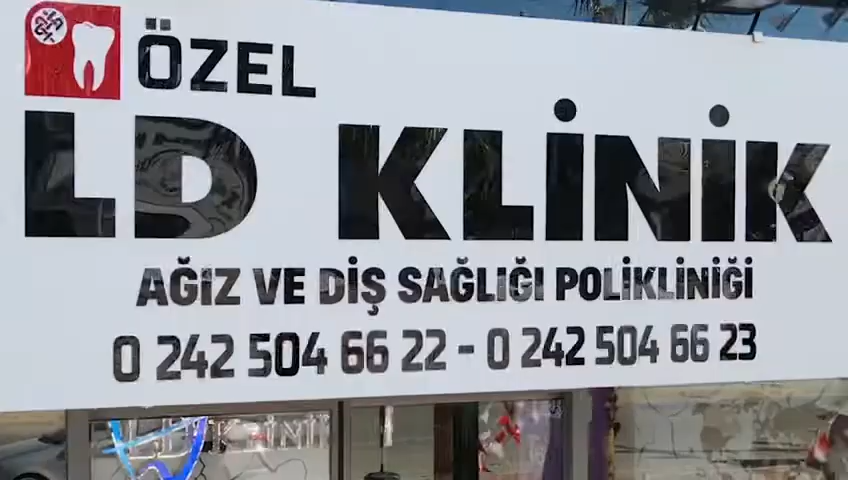 ÖZEL
LD KLİNİK
AĞIZ VE DİŞ SAĞLIĞI POLİKLİNİĞİ
0 242 504 66 22 - 0 242 504 66 23